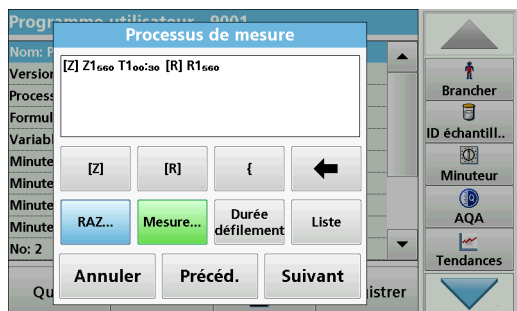 Programme utilisateur 9001
Processus de mesure
Nom: P
[Z] Z1₅₆₀ T1₀₀:₃₀ [R] R1₅₆₀
Version
Process
Formul
Variabl
Minute
Minute
Minute
Minute
No: 2
[Z] [R] {
RAZ... Mesure... Durée défilement Liste
Annuler Précéd. Suivant
Qu istrer
Brancher
ID échantill..
Minuteur
AQA
Tendances